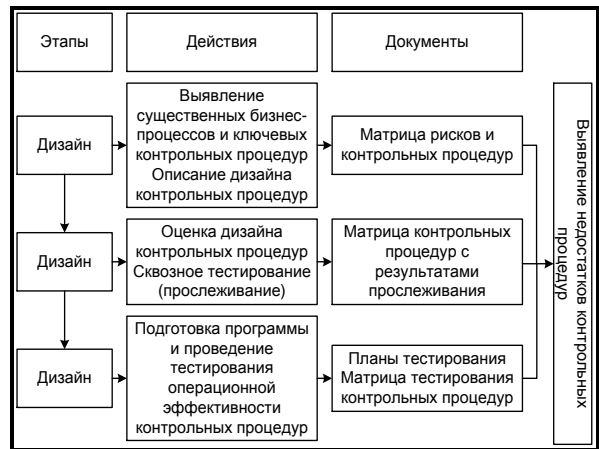 Этапы
Действия
Документы
Дизайн
Выявление
существенных бизнес-
процессов и ключевых
контрольных процедур
Описание дизайна
контрольных процедур
Матрица рисков и
контрольных процедур
Дизайн
Оценка дизайна
контрольных процедур
Сквозное тестирование
(прослеживание)
Матрица контрольных
процедур с
результатами
прослеживания
Дизайн
Подготовка программы
и проведение
тестирования
операционной
эффективности
контрольных процедур
Планы тестирования
Матрица тестирования
контрольных процедур
Выявление недостатков контрольных
процедур